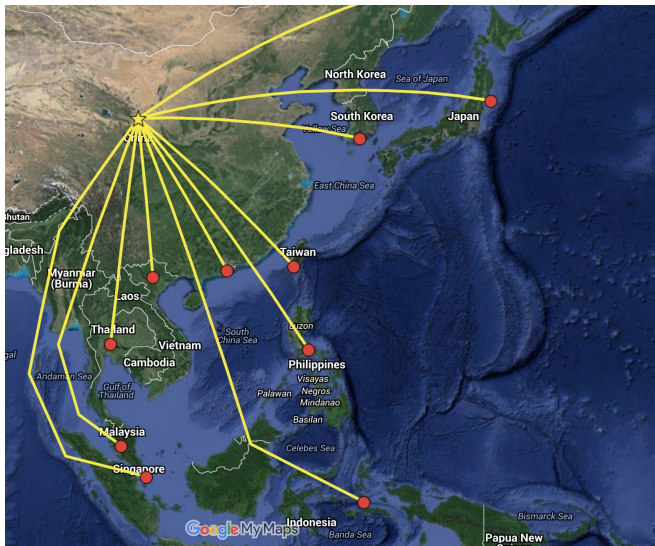 North Korea
Sea of Japan
South Korea
Japan
Yellow Sea
China
East China Sea
Bhutan
gladesh
Myanmar
(Burma)
Taiwan
Laos
Luzon
Thailand
South
China Sea
Vietnam
gal
Cambodia
Philippines
Andaman Sea
Gulf of
Thailand
Visayas
Palawan
Negros
Mindanao
Basilan
Malaysia
Celebes Sea
Singapore
Google My Maps
Indonesia
Banda Sea
Bismarck Sea
Papua New